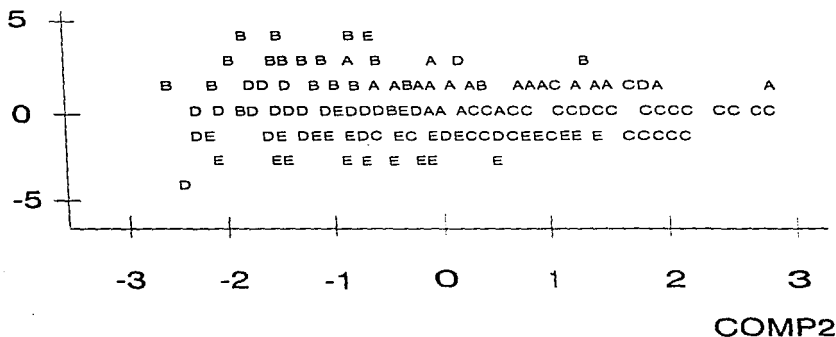 5
B B B E
B B B B B A B A D B
B B DD D B B B A ABAA A AB AAAC A AA CDA A
0 D D BD DDD DEDDDBEDAA ACCACC CCDCC CCCC CC CC
DE DE DEE EDC EC EDECCDCEECEE E CCCCC
E EE E E E EE E
D
-5
-3 -2 -1 0 1 2 3
COMP2